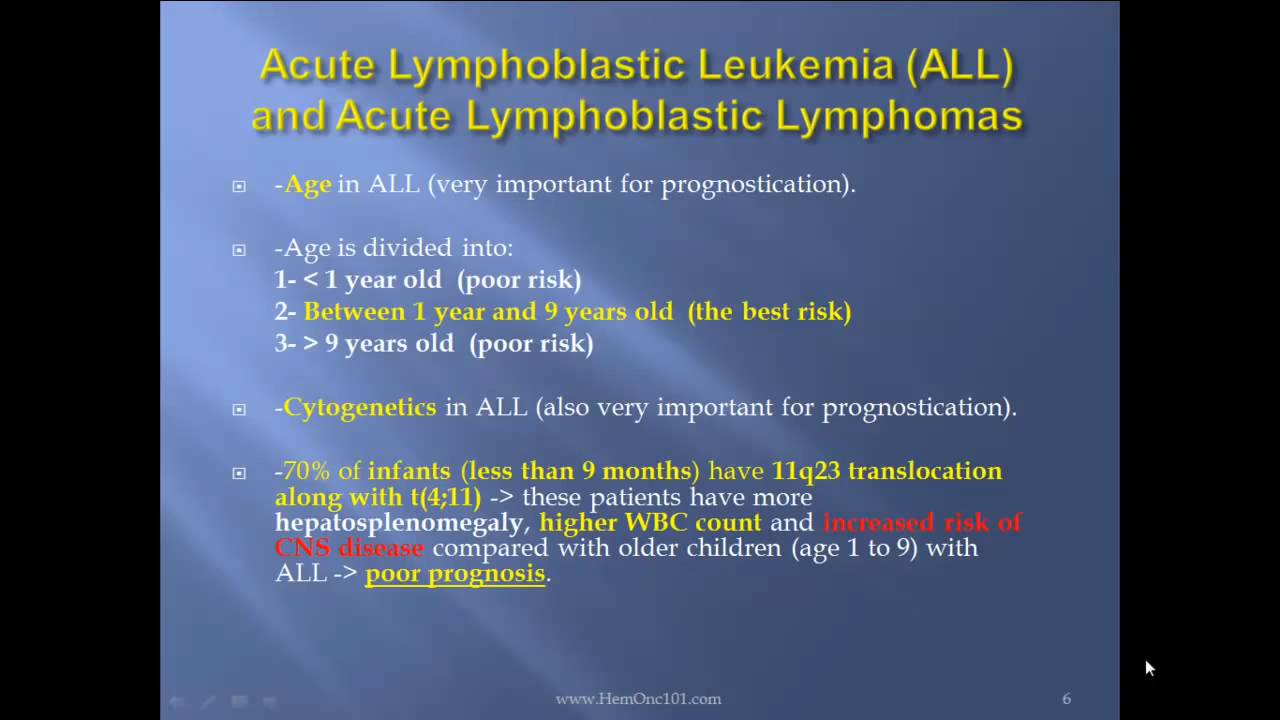 Acute Lymphoblastic Leukemia (ALL)
and Acute Lymphoblastic Lymphomas
-Age in ALL (very important for prognostication).
-Age is divided into:
1- < 1 year old (poor risk)
2- Between 1 year and 9 years old (the best risk)
3- > 9 years old (poor risk)
-Cytogenetics in ALL (also very important for prognostication).
-70% of infants (less than 9 months) have 11q23 translocation
along with t(4;11) -> these patients have more
hepatosplenomegaly, higher WBC count and increased risk of
CNS disease compared with older children (age 1 to 9) with
ALL -> poor prognosis.
www.HemOnc101.com
6